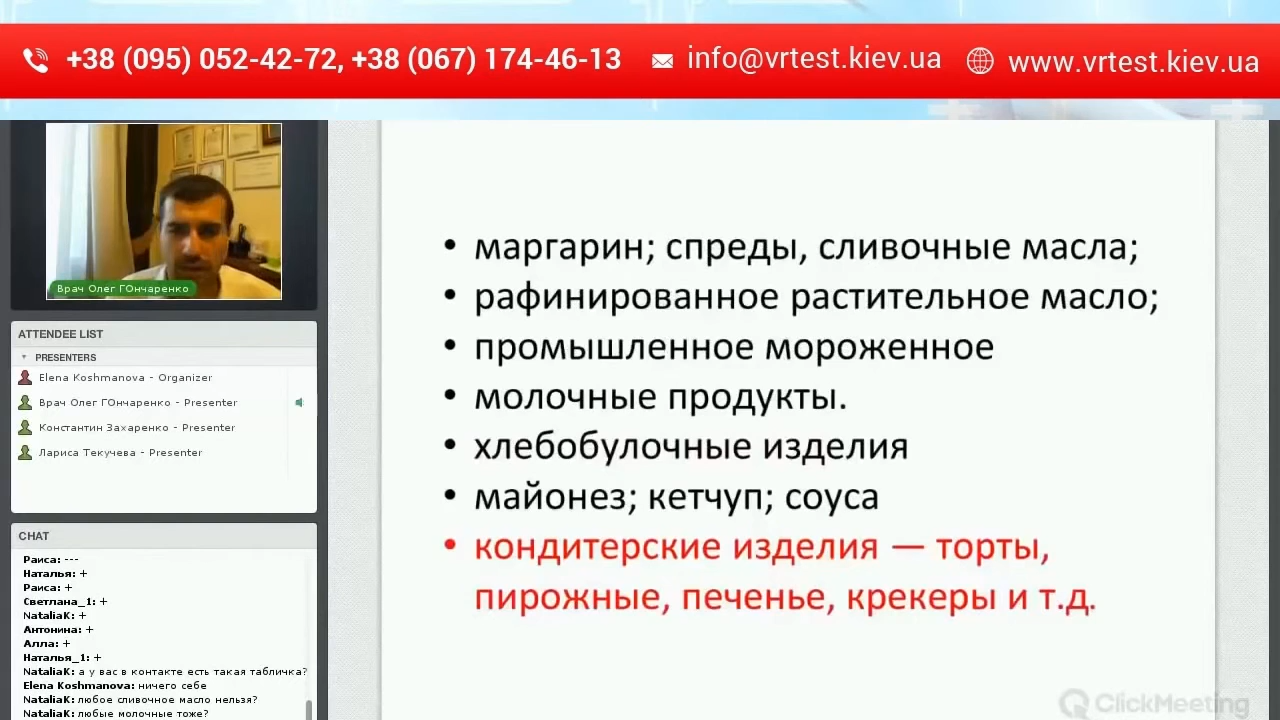 +38 (095) 052-42-72, +38 (067) 174-46-13 info@vrtest.kiev.ua www.vrtest.kiev.ua
Врач Олег ГОнчаренко
ATTENDEE LIST
PRESENTERS
Elena Koshmanova - Organizer
Врач Олег ГОнчаренко - Presenter
Константин Захаренко - Presenter
Лариса Текучева - Presenter
CHAT
Раиса: ---
Наталья: +
Раиса: +
Светлана_1: +
NataliaK: +
Антонина: +
Алла: +
Наталья_1: +
NataliaK: а у вас в контакте есть такая табличка?
Elena Koshmanova: ничего себе
NataliaK: любое сливочное масло нельзя?
NataliaK: любые молочные тоже?
• маргарин; спреды, сливочные масла;
• рафинированное растительное масло;
• промышленное мороженное
• молочные продукты.
• хлебобулочные изделия
• майонез; кетчуп; соуса
• кондитерские изделия — торты,
пирожные, печенье, крекеры и т.д.
ClickMeeting